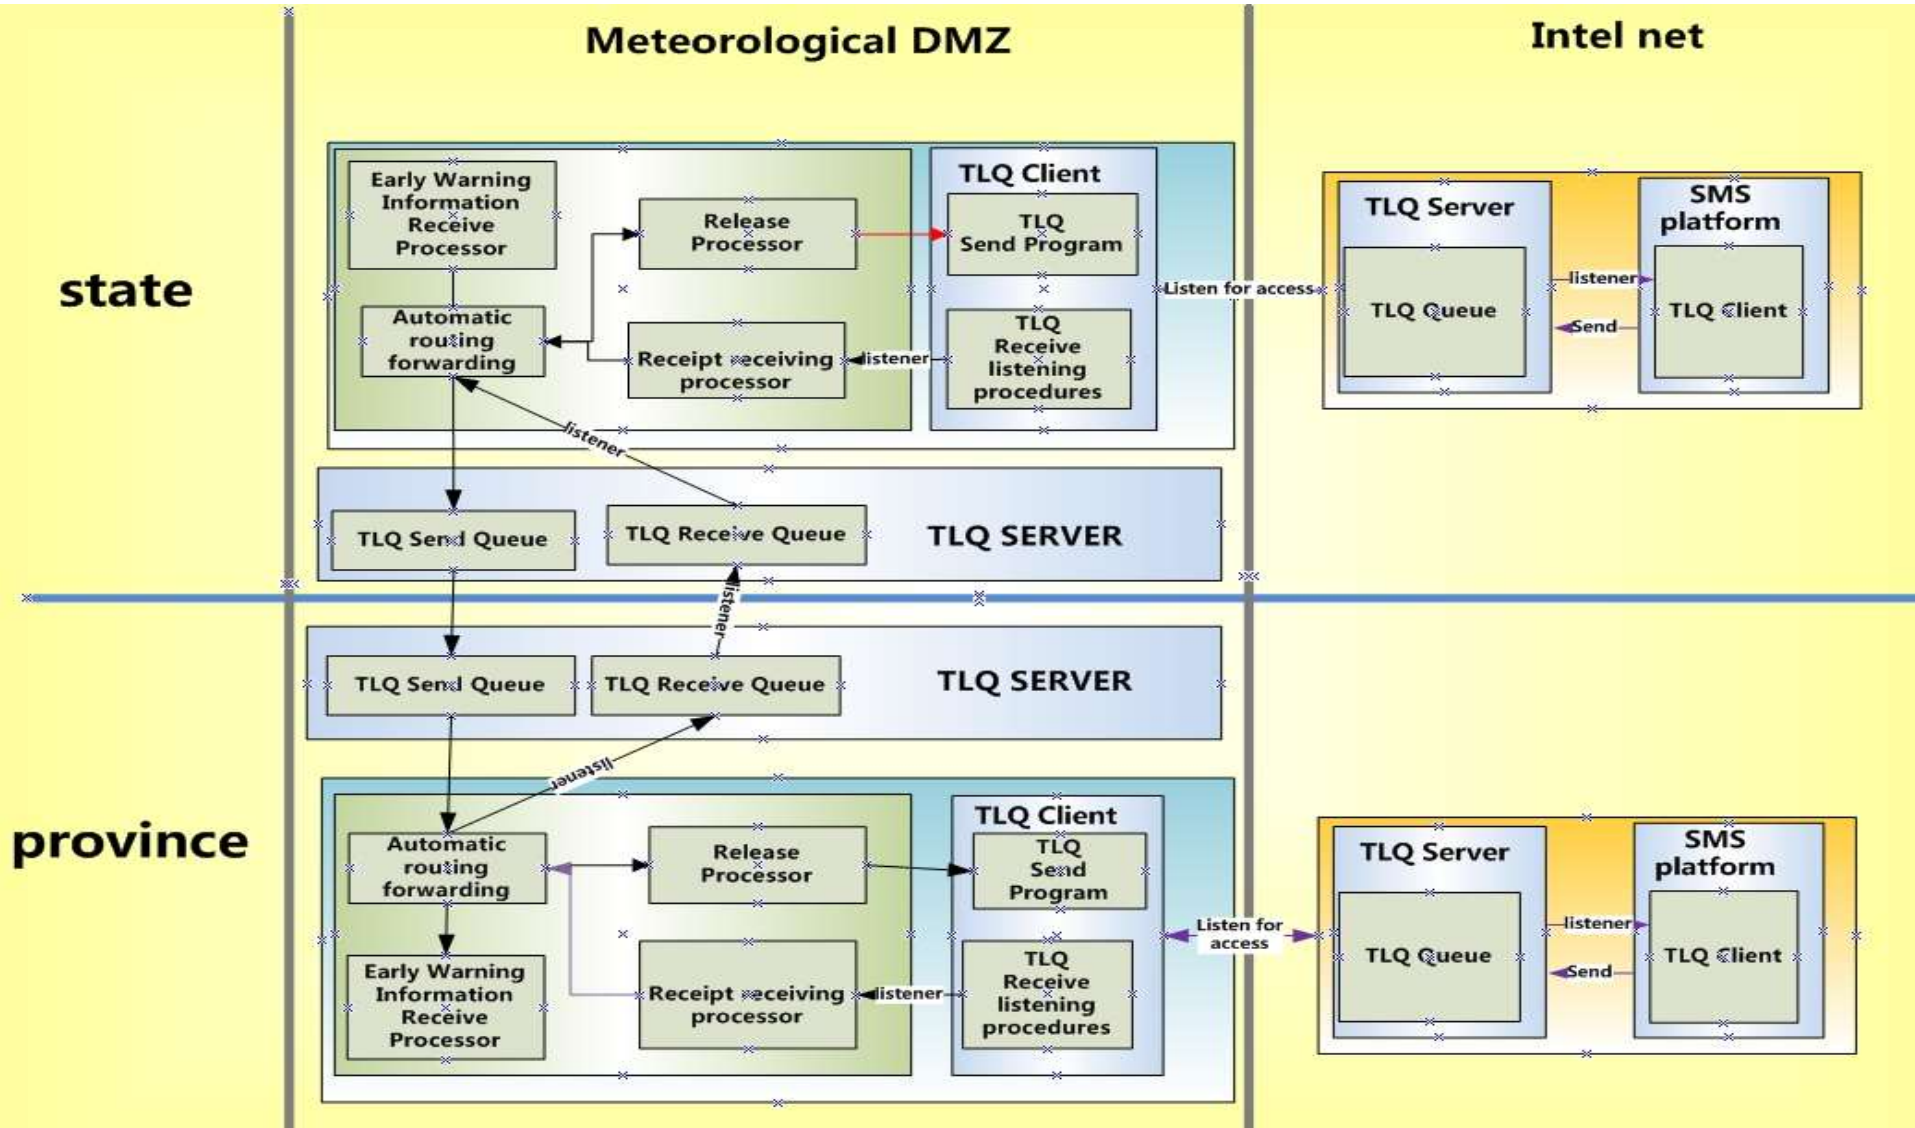 Meteorological DMZ
Intel net
state
Early Warning
Information
Receive
Processor
Release
Processor
TLQ Client
TLQ
Send Program
Automatic
routing
forwarding
Receipt receiving
processor
listener
TLQ
Receive
listening
procedures
Listen for access
TLQ Server
TLQ Queue
listener
Send
SMS
platform
TLQ Client
listener
TLQ Send Queue
TLQ Receive Queue
TLQ SERVER
listener
province
TLQ Send Queue
TLQ Receive Queue
TLQ SERVER
listener
Automatic
routing
forwarding
Release
Processor
TLQ Client
TLQ
Send
Program
Early Warning
Information
Receive
Processor
Receipt receiving
processor
listener
TLQ
Receive
listening
procedures
Listen for
access
TLQ Server
TLQ Queue
listener
Send
SMS
platform
TLQ Client